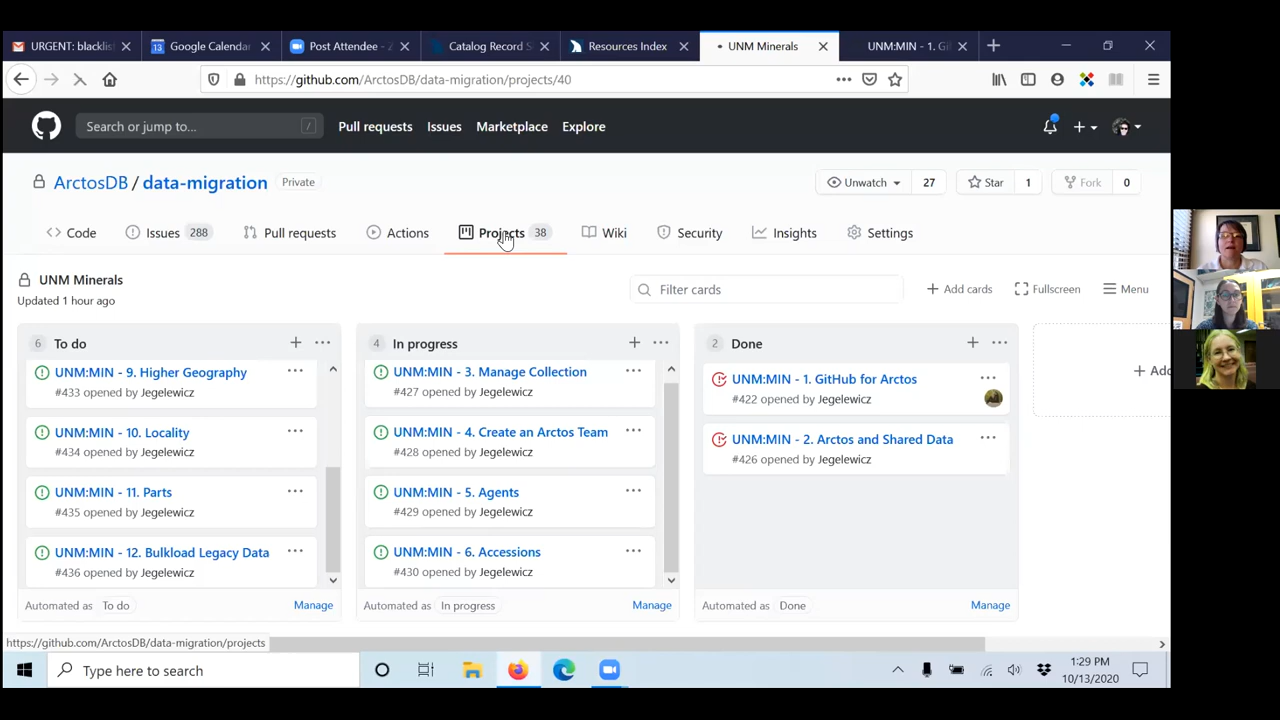 URGENT: blacklis
Google Calenda
Post Attendee - Z
Catalog Record S
Resources Index
UNM Minerals
UNM:MIN - 1. Gi
https://github.com/ArctosDB/data-migration/projects/40
Search or jump to...
/
Pull requests
Issues
Marketplace
Explore
ArctosDB / data-migration
Private
Unwatch
27
Star
1
Fork
0
Code
Issues
288
Pull requests
Actions
Projects
38
Wiki
Security
Insights
Settings
UNM Minerals
Updated 1 hour ago
Filter cards
Add cards
Fullscreen
Menu
6 To do
UNM:MIN - 9. Higher Geography
#433 opened by Jegelewicz
UNM:MIN - 10. Locality
#434 opened by Jegelewicz
UNM:MIN - 11. Parts
#435 opened by Jegelewicz
UNM:MIN - 12. Bulkload Legacy Data
#436 opened by Jegelewicz
Automated as To do
Manage
4 In progress
UNM:MIN - 3. Manage Collection
#427 opened by Jegelewicz
UNM:MIN - 4. Create an Arctos Team
#428 opened by Jegelewicz
UNM:MIN - 5. Agents
#429 opened by Jegelewicz
UNM:MIN - 6. Accessions
#430 opened by Jegelewicz
Automated as In progress
Manage
2 Done
UNM:MIN - 1. GitHub for Arctos
#422 opened by Jegelewicz
UNM:MIN - 2. Arctos and Shared Data
#426 opened by Jegelewicz
Automated as Done
Manage
Add
https://github.com/ArctosDB/data-migration/projects
Type here to search
1:29 PM
10/13/2020